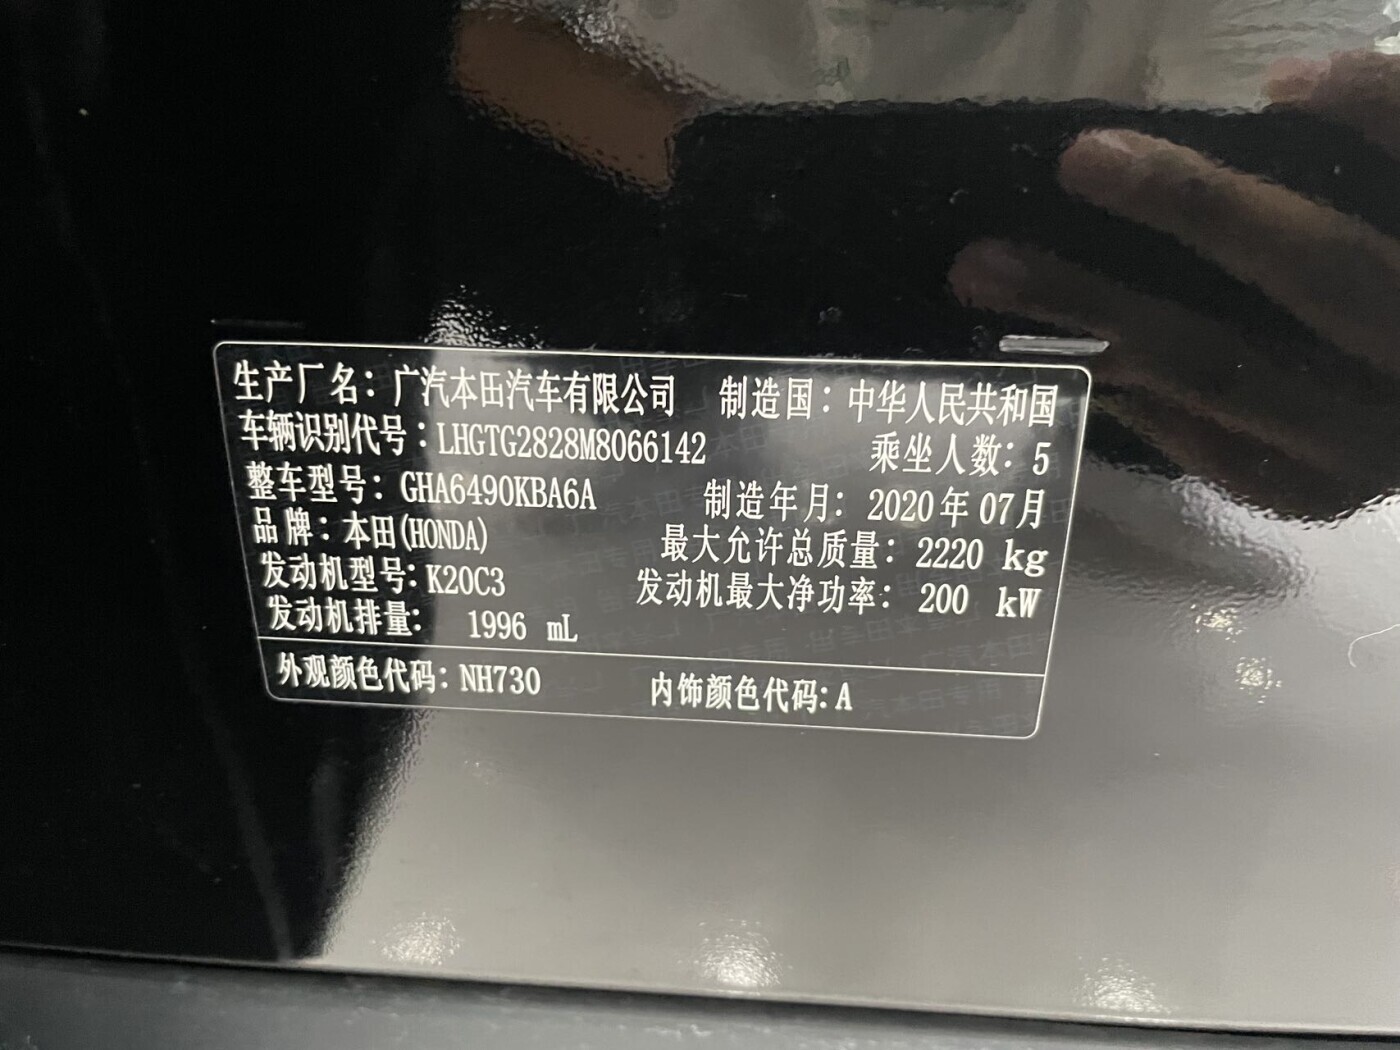 生产厂名：广汽本田汽车有限公司 制造国：中华人民共和国
车辆识别代号：LHGTG2828M8066142 乘坐人数：5
整车型号：GHA6490KBA6A 制造年月：2020年07月
品牌：本田(HONDA) 最大允许总质量：2220 kg
发动机型号：K20C3 发动机最大净功率：200 kW
发动机排量：1996 mL
外观颜色代码：NH730 内饰颜色代码：A